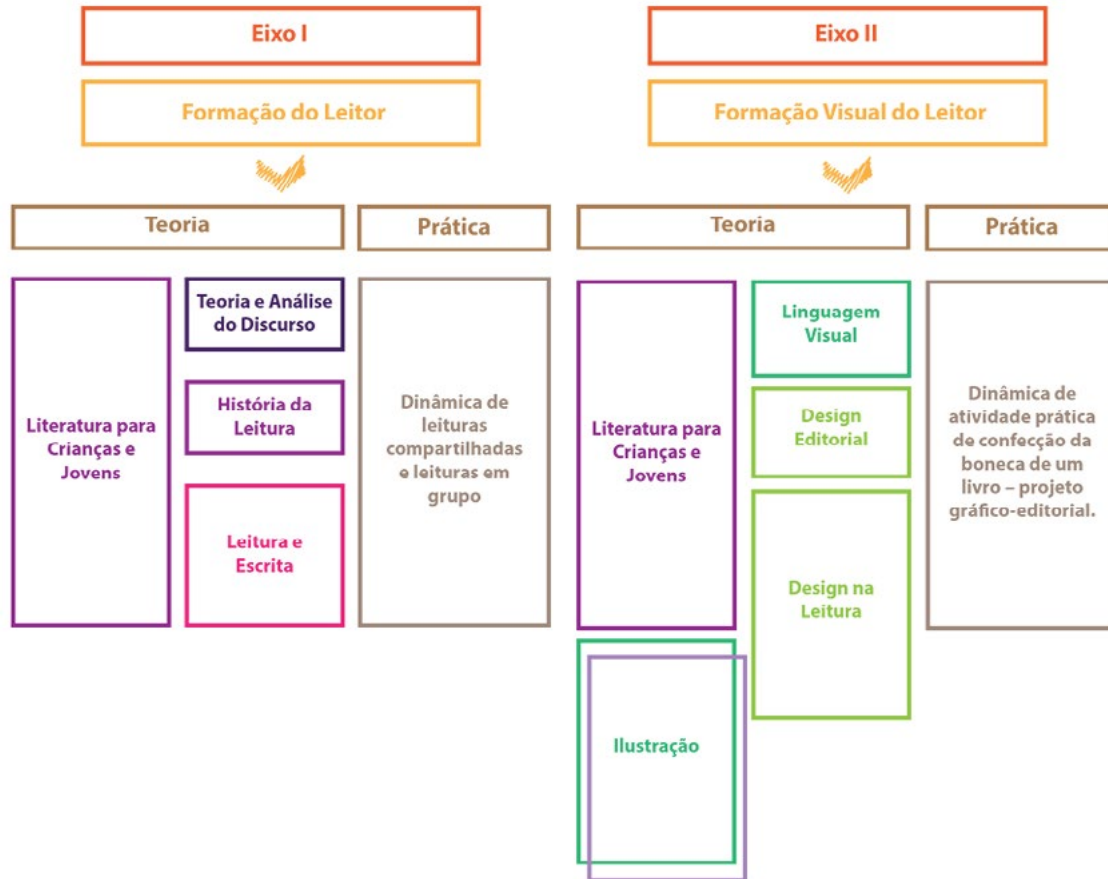 Eixo I
Formação do Leitor
Teoria
Prática
Literatura para
Crianças e
Jovens
Teoria e Análise
do Discurso
História da
Leitura
Leitura e
Escrita
Dinâmica de
leituras
compartilhadas
e leituras em
grupo
Eixo II
Formação Visual do Leitor
Teoria
Prática
Literatura para
Crianças e
Jovens
Ilustração
Linguagem
Visual
Design
Editorial
Design na
Leitura
Dinâmica de
atividade prática
de confecção da
boneca de um
livro – projeto
gráfico-editorial.